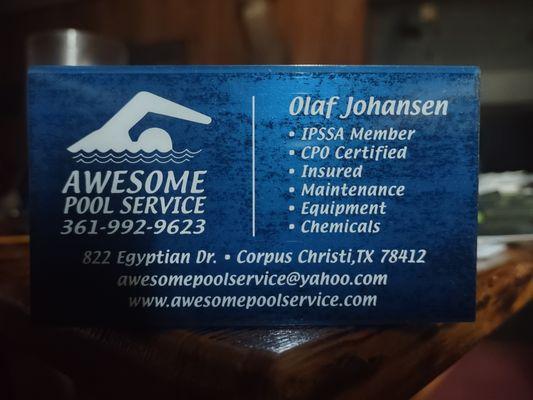 AWESOME
POOL SERVICE
361-992-9623
Olaf Johansen
• IPSSA Member
• CPO Certified
• Insured
• Maintenance
• Equipment
• Chemicals
822 Egyptian Dr. • Corpus Christi,TX 78412
awesomepoolservice@yahoo.com
www.awesomepoolservice.com